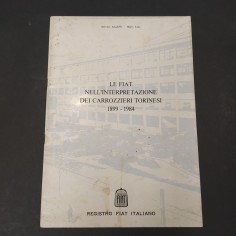 LE FIAT
NELL'INTERPRETAZIONE
DEI CARROZZIERI TORINESI
1899 - 1984
REGISTRO FIAT ITALIANO